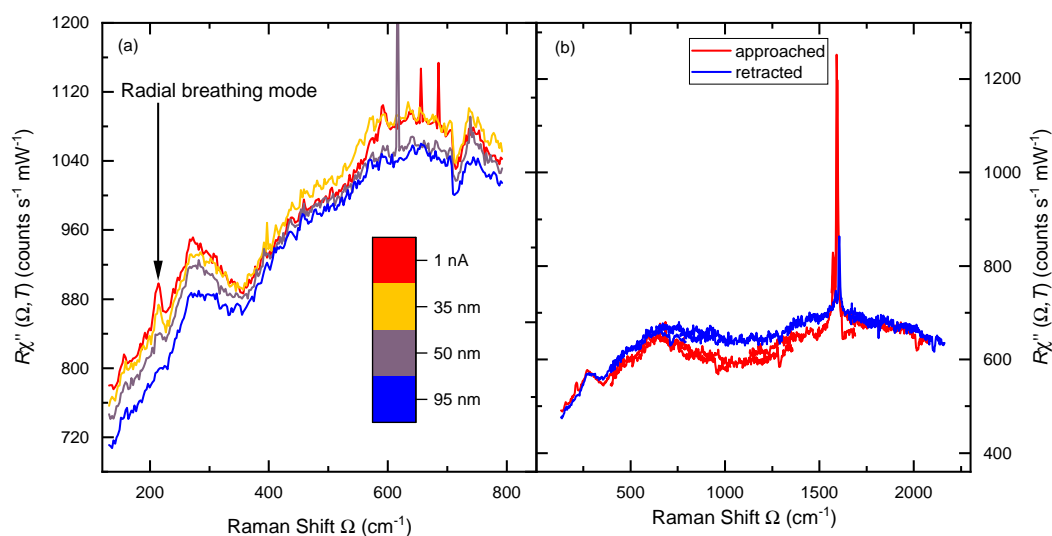 (a)
Radial breathing mode
1 nA
35 nm
50 nm
95 nm
1200
1120
1040
960
880
800
720
200
400
600
800
Rχ'' (Ω, T) (counts s⁻¹ mW⁻¹)
Raman Shift Ω (cm⁻¹)
(b)
approached
retracted
1200
1000
800
600
400
500
1000
1500
2000
Rχ'' (Ω, T) (counts s⁻¹ mW⁻¹)
Raman Shift Ω (cm⁻¹)